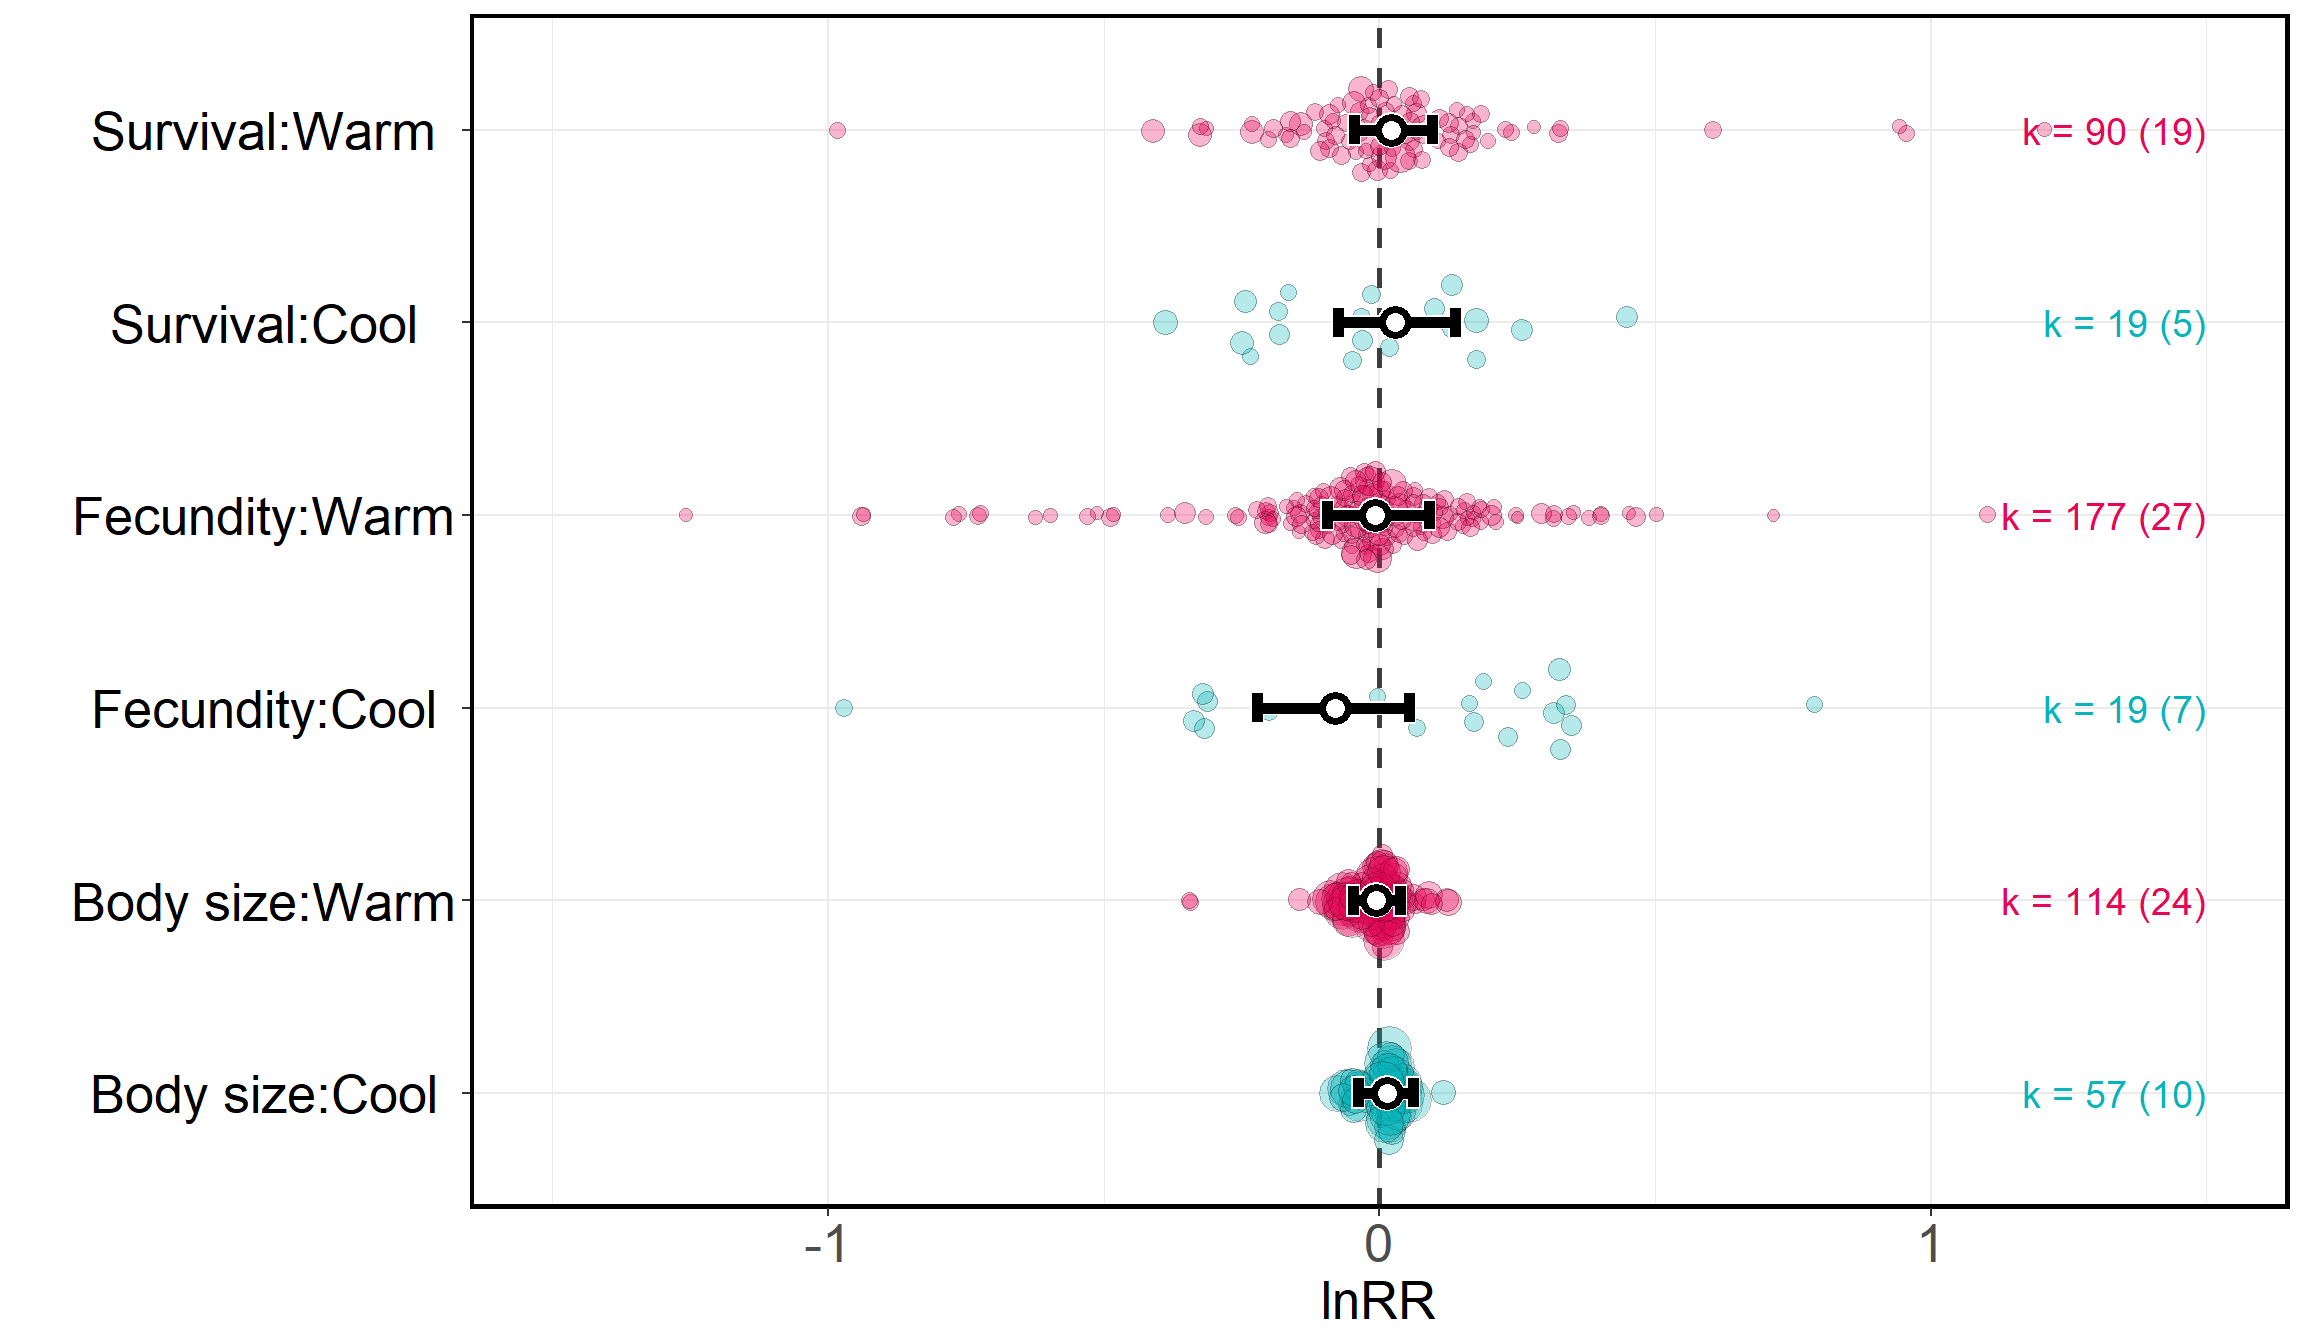 Survival:Warm
k = 90 (19)
Survival:Cool
k = 19 (5)
Fecundity:Warm
k = 177 (27)
Fecundity:Cool
k = 19 (7)
Body size:Warm
k = 114 (24)
Body size:Cool
k = 57 (10)
-1 0 1
lnRR